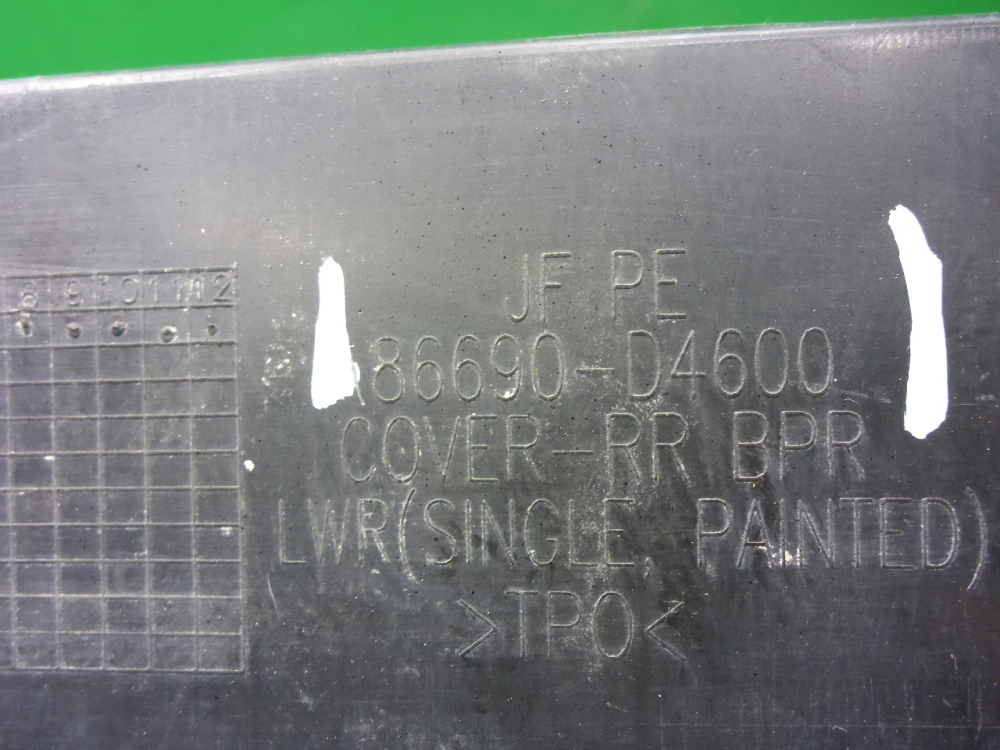 8 9 10 11 12
JF PE
86690-D4600
COVER-RR BPR
LWR(SINGLE, PAINTED)
>TPO<